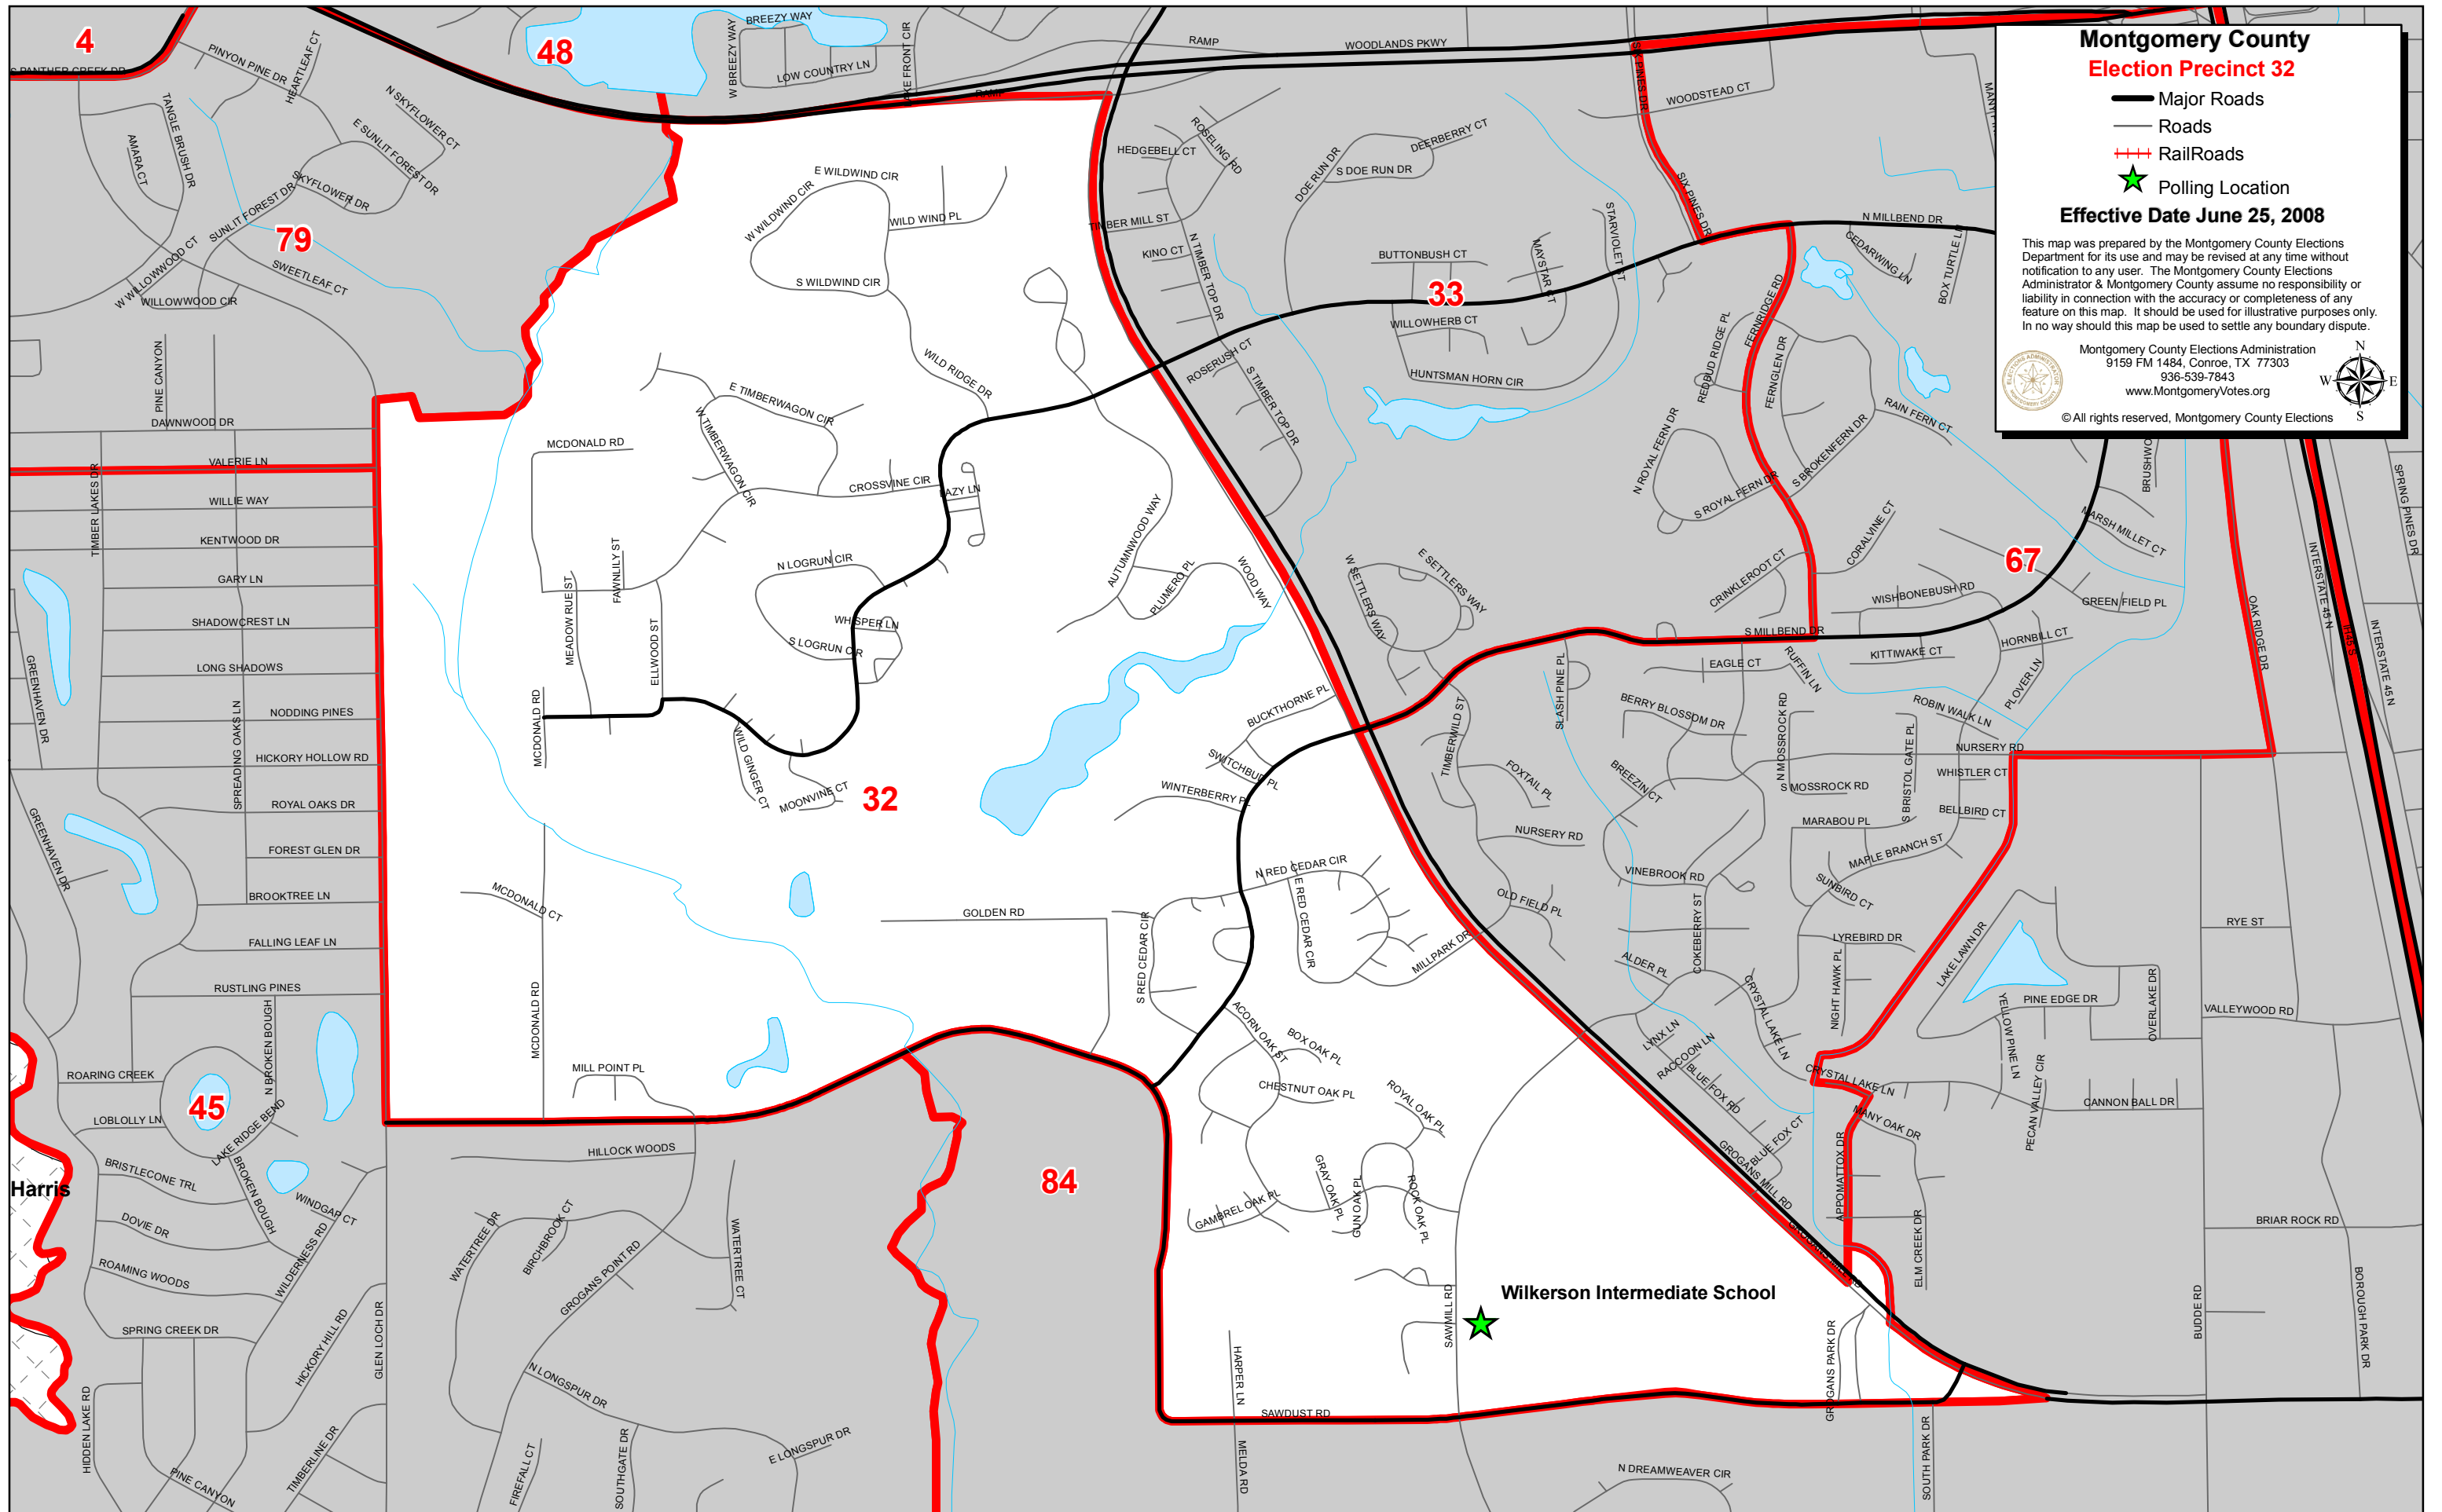 Montgomery County
Election Precinct 32
Major Roads
Roads
RailRoads
Polling Location
Effective Date June 25, 2008
This map was prepared by the Montgomery County Elections
Department for its use and may be revised at any time without
notification to any user. The Montgomery County Elections
Administrator & Montgomery County assume no responsibility or
liability in connection with the accuracy or completeness of any
feature on this map. It should be used for illustrative purposes only.
In no way should this map be used to settle any boundary dispute.
Montgomery County Elections Administration
9159 FM 1484, Conroe, TX 77303
936-539-7843
www.MontgomeryVotes.org
© All rights reserved, Montgomery County Elections
N
W
E
S
4
48
79
33
67
32
45
84
Harris
Wilkerson Intermediate School
S PANTHER CREEK DR
PINYON PINE DR
HEARTLEAF CT
N SKYFLOWER CT
E SUNLIT FOREST DR
TANGLE BRUSH DR
AMARA CT
SKYFLOWER DR
SUNLIT FOREST DR
SWEETLEAF CT
W WILLOWWOOD CT
WILLOWWOOD CIR
BREEZY WAY
W BREEZY WAY
LOW COUNTRY LN
RAMP
RAMP
WOODLANDS PKWY
SIX PINES DR
SIX PINES DR
WOODSTEAD CT
HEDGEBELL CT
ROSELING RD
DOE RUN DR
S DOE RUN DR
DEERBERRY CT
TIMBER MILL ST
N TIMBER TOP DR
KINO CT
BUTTONBUSH CT
MAYSTAR CT
STARVIOLET ST
WILLOWHERB CT
HUNTSMAN HORN CIR
ROSERUSH CT
S TIMBER TOP DR
N MILLBEND DR
CEDARWING LN
BOX TURTLE LN
FERNRIDGE RD
REDBUD RIDGE PL
FERNGLEN DR
RAIN FERN CT
N ROYAL FERN DR
S ROYAL FERN DR
S BROKENFERN DR
CORALVINE CT
CRINKLEROOT CT
MARSH MILLET CT
WISHBONEBUSH RD
GREEN FIELD PL
HORNBILL CT
KITTIWAKE CT
PLOVER LN
ROBIN WALK LN
S MILLBEND DR
SPRING PINES DR
INTERSTATE 45 N
IH45 S
INTERSTATE 45 N
OAK RIDGE DR
E WILDWIND CIR
W WILDWIND CIR
WILD WIND PL
S WILDWIND CIR
WILD RIDGE DR
E TIMBERWAGON CIR
W TIMBERWAGON CIR
MCDONALD RD
CROSSVINE CIR
LAZY LN
AUTUMNWOOD WAY
PLUMERO PL
WOOD WAY
N LOGRUN CIR
S LOGRUN CIR
WHISPER LN
FAWNLILY ST
MEADOW RUE ST
ELLWOOD ST
MCDONALD RD
WILD GINGER CT
MOONVINE CT
PINE CANYON
DAWNWOOD DR
VALERIE LN
WILLIE WAY
KENTWOOD DR
GARY LN
SHADOWCREST LN
LONG SHADOWS
NODDING PINES
HICKORY HOLLOW RD
ROYAL OAKS DR
FOREST GLEN DR
BROOKTREE LN
FALLING LEAF LN
RUSTLING PINES
TIMBER LAKES DR
SPREADING OAKS LN
GREENHAVEN DR
GREENHAVEN DR
W SETTLERS WAY
E SETTLERS WAY
BUCKTHORNE PL
SWITCHBUD PL
WINTERBERRY PL
TIMBERWILD ST
SLASH PINE PL
EAGLE CT
RUFFIN LN
BERRY BLOSSOM DR
N MOSSROCK RD
S MOSSROCK RD
S BRISTOL GATE PL
NURSERY RD
WHISTLER CT
BELLBIRD CT
FOXTAIL PL
BREEZIN CT
NURSERY RD
MARABOU PL
MAPLE BRANCH ST
SUNBIRD CT
VINEBROOK RD
OLD FIELD PL
COKEBERRY ST
LYREBIRD DR
NIGHT HAWK PL
ALDER PL
CRYSTAL LAKE LN
LYNX LN
RACCOON LN
BLUE FOX RD
BLUE FOX CT
GROGANS MILL RD
CRYSTAL LAKE LN
MANY OAK DR
APPOMATTOX DR
ELM CREEK DR
LAKE LAWN DR
PINE EDGE DR
YELLOW PINE LN
OVERLAKE DR
PECAN VALLEY CIR
CANNON BALL DR
RYE ST
VALLEYWOOD RD
BRIAR ROCK RD
BUDDE RD
BOROUGH PARK DR
MCDONALD CT
MCDONALD RD
GOLDEN RD
MILL POINT PL
N RED CEDAR CIR
E RED CEDAR CIR
S RED CEDAR CIR
MILLPARK DR
ACORN OAK ST
BOX OAK PL
CHESTNUT OAK PL
ROYAL OAK PL
GRAY OAK PL
GUN OAK PL
ROCK OAK PL
GAMBREL OAK PL
SAWMILL RD
HARPER LN
SAWDUST RD
MELDA RD
GROGANS PARK DR
SOUTH PARK DR
N DREAMWEAVER CIR
ROARING CREEK
LOBLOLLY LN
N BROKEN BOUGH
LAKE RIDGE BEND
BROKEN BOUGH
BRISTLECONE TRL
WINDGAP CT
DOVIE DR
ROAMING WOODS
WILDERNESS RD
SPRING CREEK DR
HICKORY HILL RD
GLEN LOCH DR
HIDDEN LAKE RD
TIMBERLINE DR
PINE CANYON
HILLOCK WOODS
WATERTREE DR
BIRCHBROOK CT
GROGANS POINT RD
WATERTREE CT
N LONGSPUR DR
FIREFALL CT
SOUTHGATE DR
E LONGSPUR DR